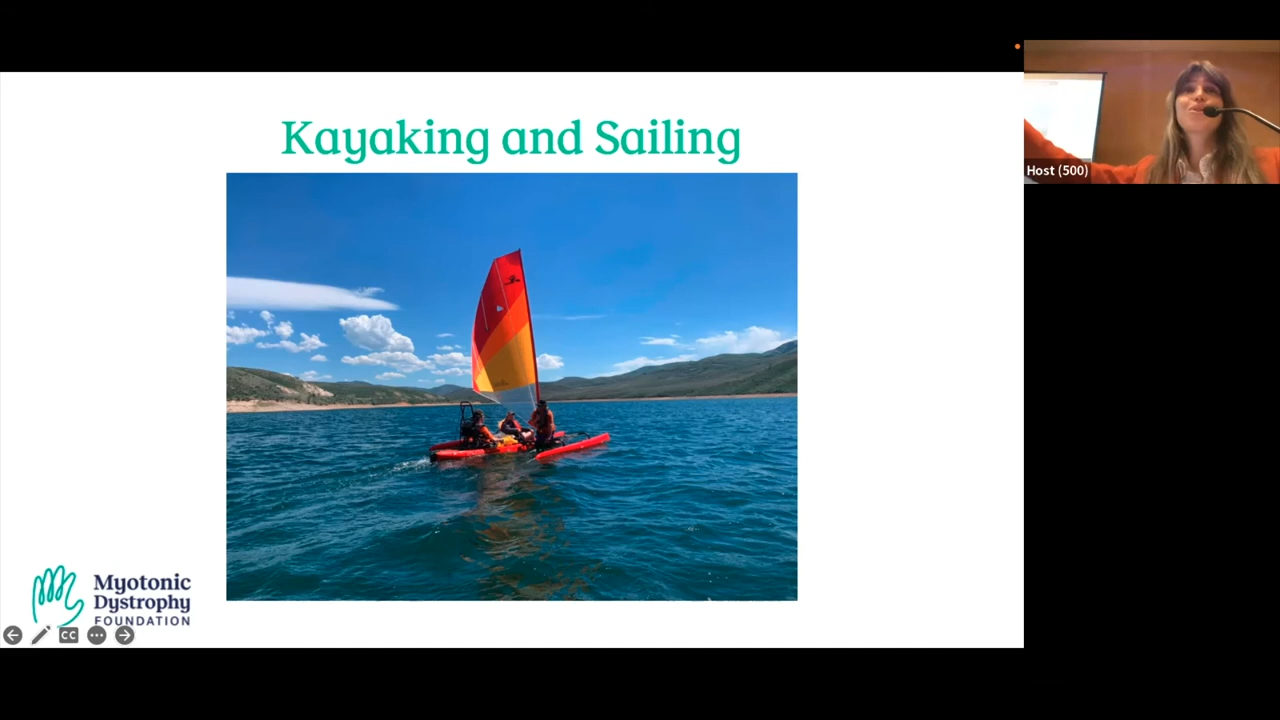 Kayaking and Sailing
Host (500)
Myotonic
Dystrophy
FOUNDATION
CC